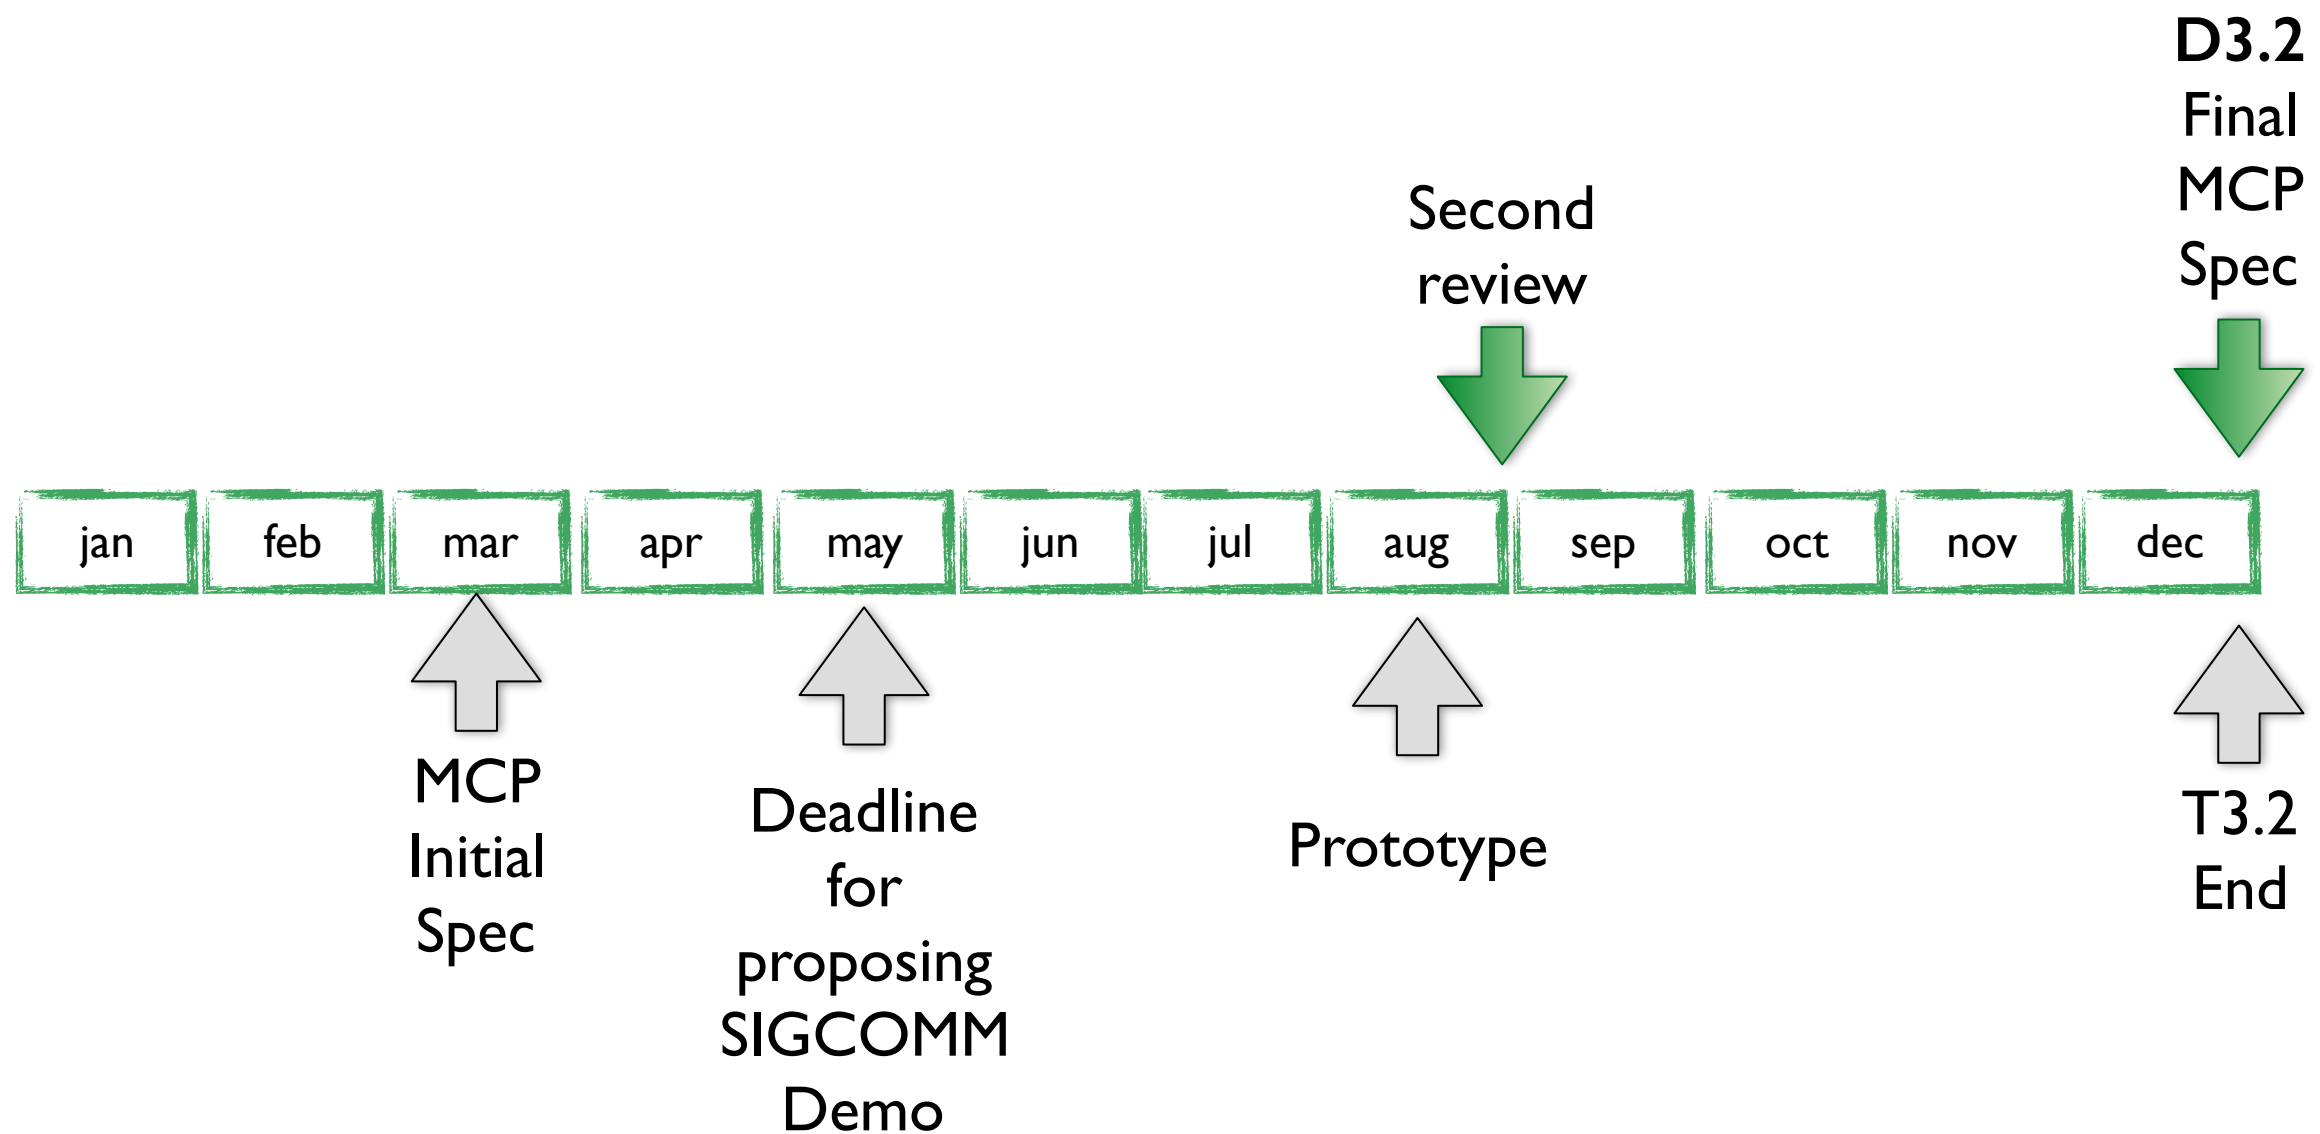 D3.2
Final
MCP
Spec
Second
review
jan feb mar apr may jun jul aug sep oct nov dec
MCP
Initial
Spec
Deadline
for
proposing
SIGCOMM
Demo
Prototype
T3.2
End